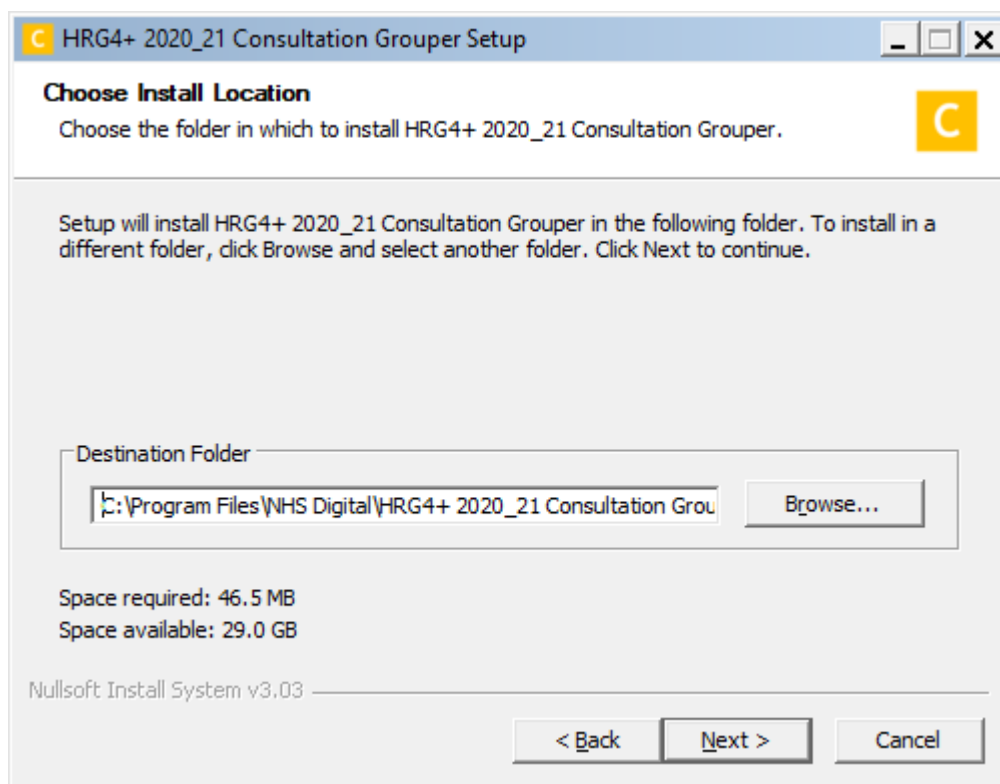 C HRG4+ 2020_21 Consultation Grouper Setup
Choose Install Location
Choose the folder in which to install HRG4+ 2020_21 Consultation Grouper.
C
Setup will install HRG4+ 2020_21 Consultation Grouper in the following folder. To install in a
different folder, click Browse and select another folder. Click Next to continue.
Destination Folder
C:\Program Files\NHS Digital\HRG4+ 2020_21 Consultation Grou
Browse...
Space required: 46.5 MB
Space available: 29.0 GB
Nullsoft Install System v3.03
< Back Next > Cancel